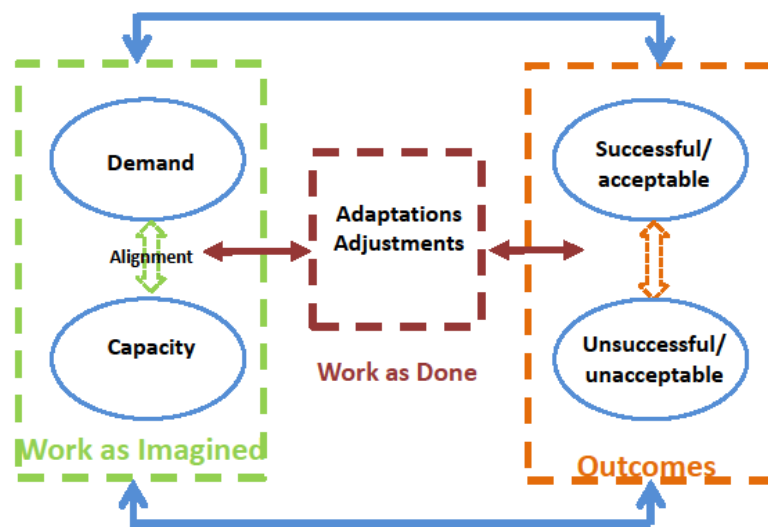 Demand
Alignment
Capacity
Work as Imagined
Adaptations
Adjustments
Work as Done
Successful/
acceptable
Unsuccessful/
unacceptable
Outcomes